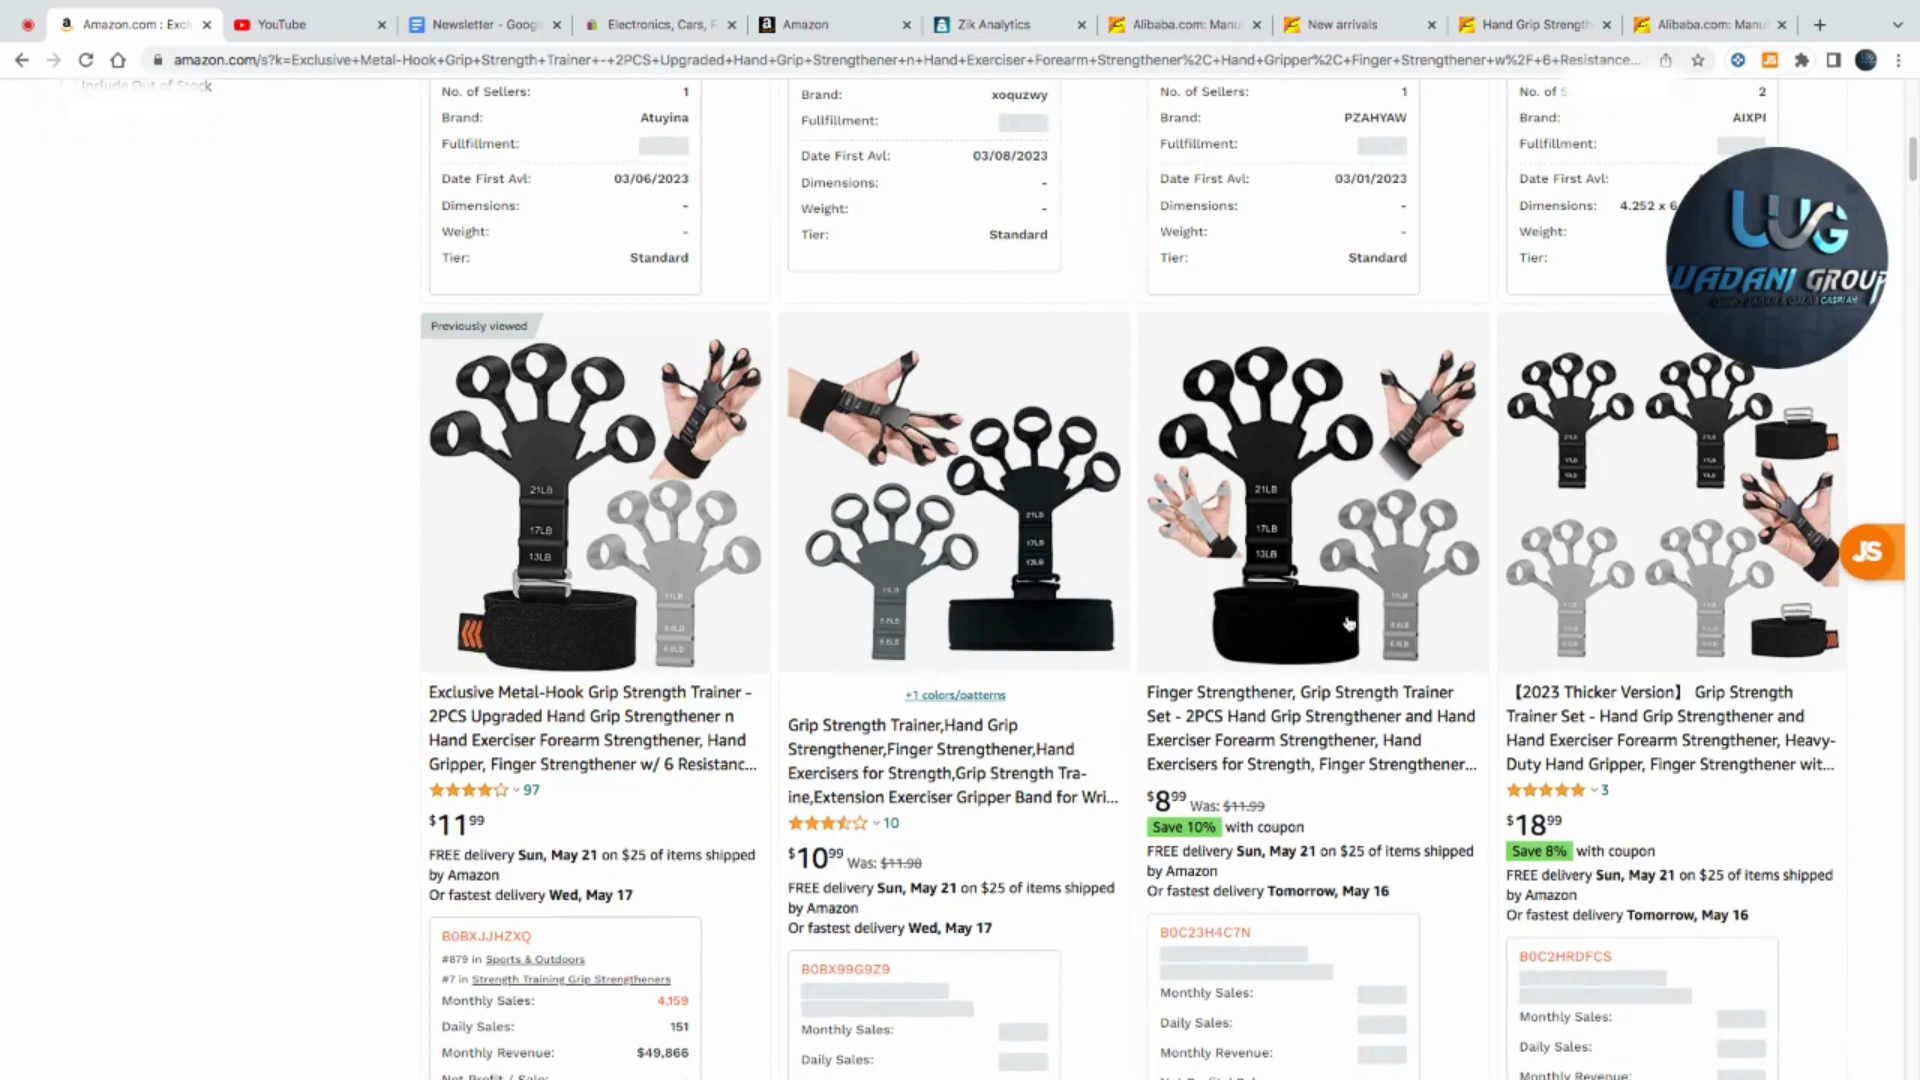 Amazon.com : Excl
YouTube
Newsletter - Googl
Electronics, Cars, F
Amazon
Zik Analytics
Alibaba.com: Manu
New arrivals
Hand Grip Strength
Alibaba.com: Manu
amazon.com/s?k=Exclusive+Metal-Hook+Grip+Strength+Trainer+-+2PCS+Upgraded+Hand+Grip+Strengthener+n+Hand+Exerciser+Forearm+Strengthener%2C+Hand+Gripper%2C+Finger+Strengthener+w%2F+6+Resistance...
Include Out of Stock
No. of Sellers: 1
Brand: Atuyina
Fullfillment:
Date First Avl: 03/06/2023
Dimensions: -
Weight: -
Tier: Standard
Brand: xoquzwy
Fullfillment:
Date First Avl: 03/08/2023
Dimensions: -
Weight: -
Tier: Standard
No. of Sellers: 1
Brand: PZAHYAW
Fullfillment:
Date First Avl: 03/01/2023
Dimensions: -
Weight: -
Tier: Standard
No. of S 2
Brand: AIXPI
Fullfillment:
Date First Avl:
Dimensions: 4.252 x 6
Weight:
Tier:
WG
WADANI GROUP
JS
Previously viewed
21LB
17LB
13LB
Exclusive Metal-Hook Grip Strength Trainer -
2PCS Upgraded Hand Grip Strengthener n
Hand Exerciser Forearm Strengthener, Hand
Gripper, Finger Strengthener w/ 6 Resistanc...
97
$11.99
FREE delivery Sun, May 21 on $25 of items shipped
by Amazon
Or fastest delivery Wed, May 17
B0BXJJHZXQ
#879 in Sports & Outdoors
#7 in Strength Training Grip Strengtheners
Monthly Sales: 4,159
Daily Sales: 151
Monthly Revenue: $49,866
Net Profit / Sale:
21LB
17LB
13LB
+1 colors/patterns
Grip Strength Trainer,Hand Grip
Strengthener,Finger Strengthener,Hand
Exercisers for Strength,Grip Strength Tra-
ine,Extension Exerciser Gripper Band for Wri...
10
$10.99 Was: $11.98
FREE delivery Sun, May 21 on $25 of items shipped
by Amazon
Or fastest delivery Wed, May 17
B0BX99G9Z9
Monthly Sales:
Daily Sales:
21LB
17LB
13LB
Finger Strengthener, Grip Strength Trainer
Set - 2PCS Hand Grip Strengthener and Hand
Exerciser Forearm Strengthener, Hand
Exercisers for Strength, Finger Strengthener...
$8.99 Was: $11.99
Save 10% with coupon
FREE delivery Sun, May 21 on $25 of items shipped
by Amazon
Or fastest delivery Tomorrow, May 16
B0C23H4C7N
Monthly Sales:
Daily Sales:
Monthly Revenue:
【2023 Thicker Version】 Grip Strength
Trainer Set - Hand Grip Strengthener and
Hand Exerciser Forearm Strengthener, Heavy-
Duty Hand Gripper, Finger Strengthener wit...
3
$18.99
Save 8% with coupon
FREE delivery Sun, May 21 on $25 of items shipped
by Amazon
Or fastest delivery Tomorrow, May 16
B0C2HRDFCS
Monthly Sales:
Daily Sales:
Monthly Revenue: